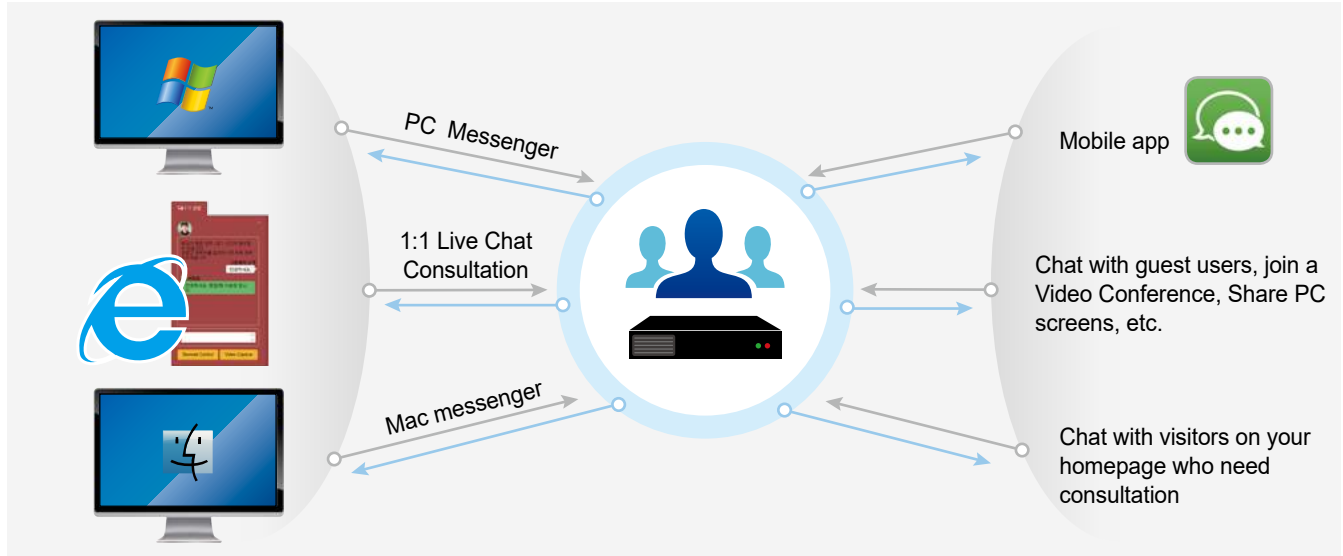 PC Messenger
1:1 Live Chat
Consultation
Mac messenger
Mobile app
Chat with guest users, join a
Video Conference, Share PC
screens, etc.
Chat with visitors on your
homepage who need
consultation